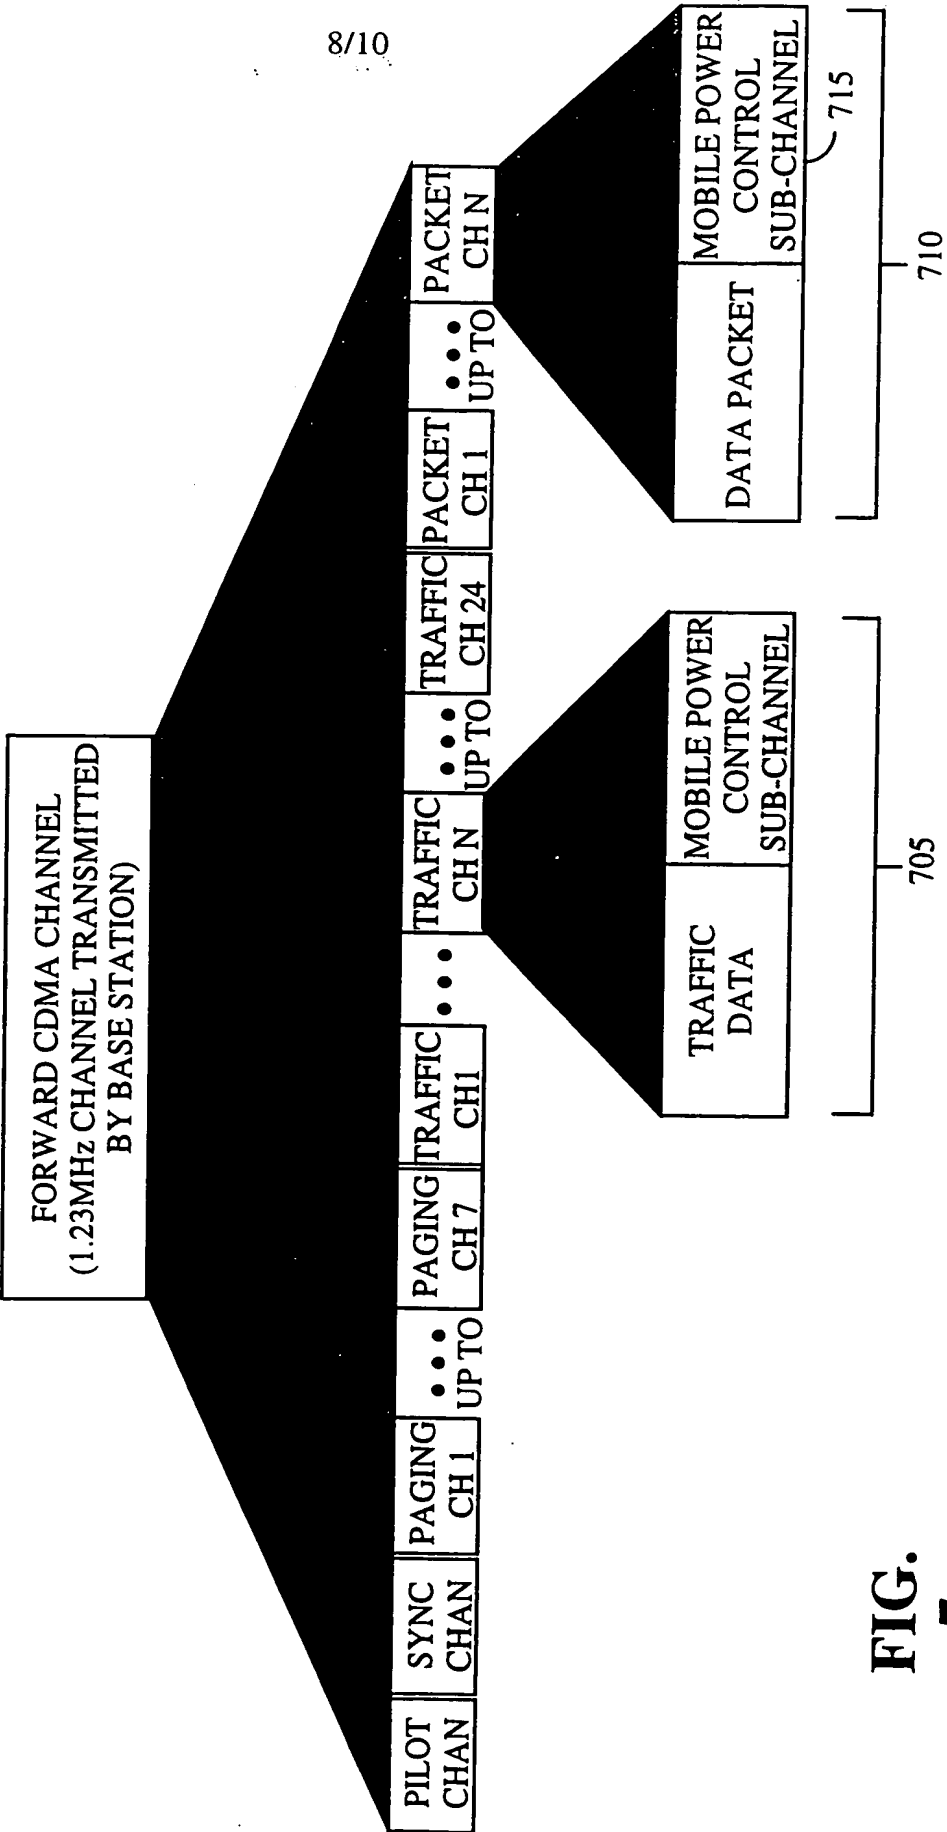 8/10
FORWARD CDMA CHANNEL
(1.23MHz CHANNEL TRANSMITTED
BY BASE STATION)
PILOT
CHAN
SYNC
CHAN
PAGING
CH 1
UP TO
PAGING
CH 7
TRAFFIC
CH1
TRAFFIC
CH N
UP TO
TRAFFIC
CH 24
PACKET
CH 1
UP TO
PACKET
CH N
TRAFFIC
DATA
MOBILE POWER
CONTROL
SUB-CHANNEL
705
DATA PACKET
MOBILE POWER
CONTROL
SUB-CHANNEL
715
710
FIG.